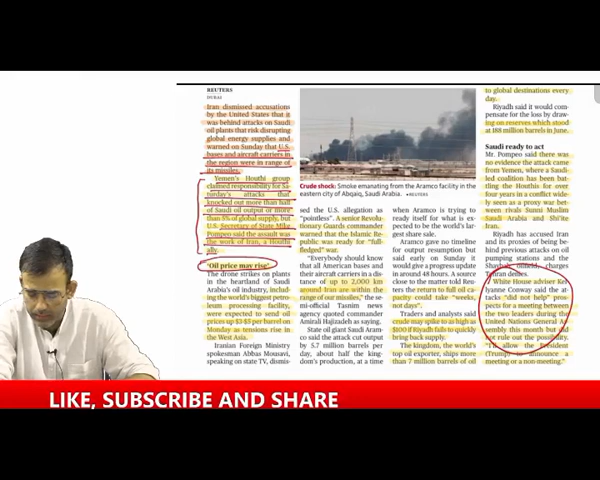 REUTERS
DUBAI
Iran dismissed accusations
by the United States that it
was behind attacks on Saudi
oil plants that risk disrupting
global energy supplies and
warned on Sunday that U.S.
bases and aircraft carriers in
the region were in range of
its missiles.
Yemen's Houthi group
claimed responsibility for Sa-
turday's attacks that
knocked out more than half
of Saudi oil output or more
than 5% of global supply, but
U.S. Secretary of State Mike
Pompeo said the assault was
the work of Iran, a Houthi
ally.
'Oil price may rise'
The drone strikes on plants
in the heartland of Saudi
Arabia's oil industry, includ-
ing the world's biggest petro-
leum processing facility,
were expected to send oil
prices up $3-$5 per barrel on
Monday as tensions rise in
the West Asia.
Iranian Foreign Ministry
spokesman Abbas Mousavi,
speaking on state TV, dismis-
Crude shock: Smoke emanating from the Aramco facility in the
eastern city of Abqaiq, Saudi Arabia. • REUTERS
sed the U.S. allegation as
"pointless". A senior Revolu-
tionary Guards commander
warned that the Islamic Re-
public was ready for "full-
fledged" war.
"Everybody should know
that all American bases and
their aircraft carriers in a dis-
tance of up to 2,000 km
around Iran are within the
range of our missiles," the se-
mi-official Tasnim news
agency quoted commander
Amirali Hajizadeh as saying.
State oil giant Saudi Aram-
co said the attack cut output
by 5.7 million barrels per
day, about half the king-
dom's production, at a time
when Aramco is trying to
ready itself for what is ex-
pected to be the world's lar-
gest share sale.
Aramco gave no timeline
for output resumption but
said early on Sunday it
would give a progress update
in around 48 hours. A source
close to the matter told Reu-
ters the return to full oil ca-
pacity could take "weeks,
not days".
Traders and analysts said
crude may spike to as high as
$100 if Riyadh fails to quickly
bring back supply.
The kingdom, the world's
top oil exporter, ships more
than 7 million barrels of oil
to global destinations every
day.
Riyadh said it would com-
pensate for the loss by draw-
ing on reserves which stood
at 188 million barrels in June.
Saudi ready to act
Mr. Pompeo said there was
no evidence the attack came
from Yemen, where a Saudi-
led coalition has been bat-
tling the Houthis for over
four years in a conflict wide-
ly seen as a proxy war bet-
ween rivals Sunni Muslim
Saudi Arabia and Shi'ite
Iran.
Riyadh has accused Iran
and its proxies of being be-
hind previous attacks on oil
pumping stations and the
Shaybah oilfield, charges
Tehran denies.
White House adviser Kel-
lyanne Conway said the at-
tacks "did not help" pros-
pects for a meeting between
the two leaders during the
United Nations General As-
sembly this month but did
not rule out the possibility.
"I'll allow the President
(Trump) to announce a
meeting or a non-meeting."
LIKE, SUBSCRIBE AND SHARE